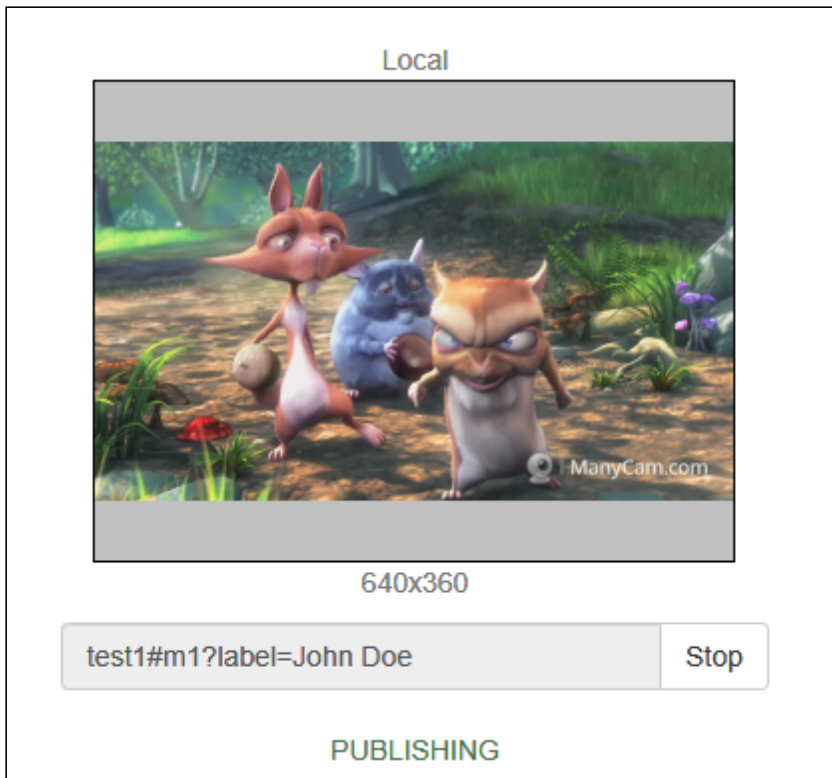 Local
ManyCam.com
640x360
test1#m1?label=John Doe
Stop
PUBLISHING